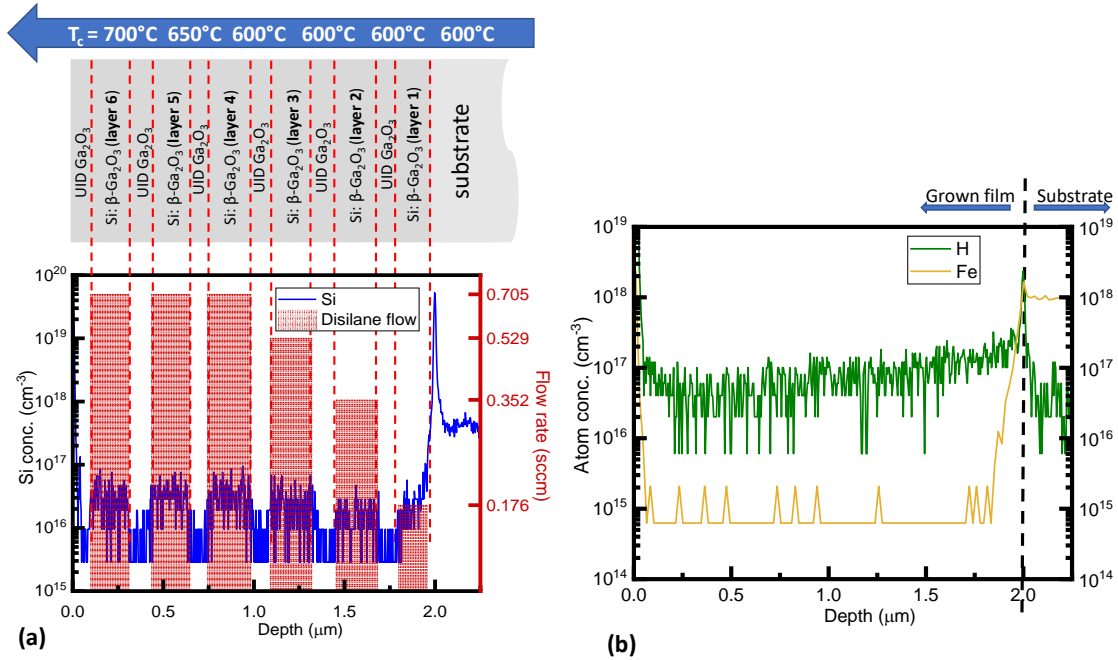 T_c = 700°C 650°C 600°C 600°C 600°C 600°C
UID Ga₂O₃
Si: β-Ga₂O₃ (layer 6)
UID Ga₂O₃
Si: β-Ga₂O₃ (layer 5)
UID Ga₂O₃
Si: β-Ga₂O₃ (layer 4)
UID Ga₂O₃
Si: β-Ga₂O₃ (layer 3)
UID Ga₂O₃
Si: β-Ga₂O₃ (layer 2)
UID Ga₂O₃
Si: β-Ga₂O₃ (layer 1)
substrate
10²⁰
10¹⁹
10¹⁸
10¹⁷
10¹⁶
10¹⁵
Si conc. (cm⁻³)
Si
Disilane flow
0.705
0.529
0.352
0.176
Flow rate (sccm)
0.0 0.5 1.0 1.5 2.0
Depth (μm)
(a)
Grown film Substrate
10¹⁹
10¹⁸
10¹⁷
10¹⁶
10¹⁵
10¹⁴
Atom conc. (cm⁻³)
H
Fe
10¹⁹
10¹⁸
10¹⁷
10¹⁶
10¹⁵
10¹⁴
0.0 0.5 1.0 1.5 2.0
Depth (μm)
(b)